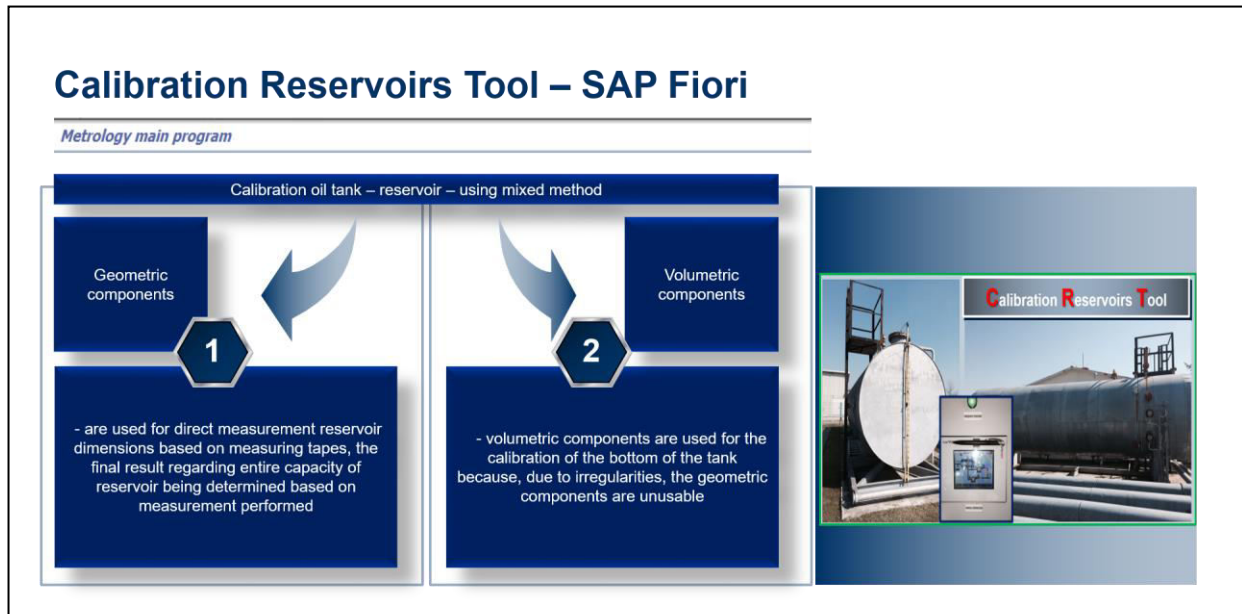 Calibration Reservoirs Tool – SAP Fiori
Metrology main program
Calibration oil tank – reservoir – using mixed method
Geometric
components
1
- are used for direct measurement reservoir
dimensions based on measuring tapes, the
final result regarding entire capacity of
reservoir being determined based on
measurement performed
Volumetric
components
2
- volumetric components are used for the
calibration of the bottom of the tank
because, due to irregularities, the geometric
components are unusable
Calibration Reservoirs Tool